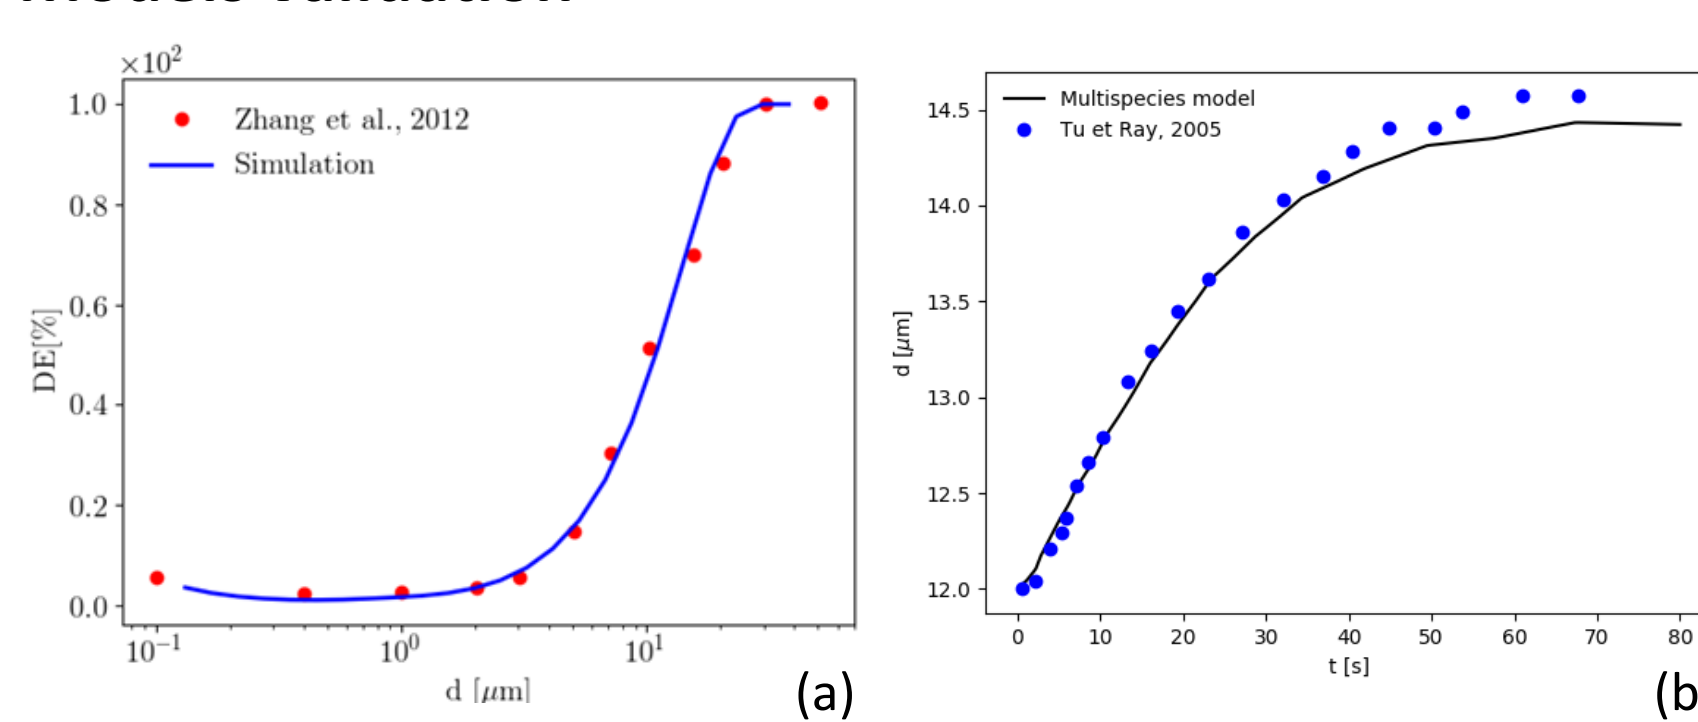 ×10²
1.0
0.8
0.6
0.4
0.2
0.0
DE[%]
Zhang et al., 2012
Simulation
10⁻¹ 10⁰ 10¹
d [μm]
(a)
14.5
14.0
13.5
13.0
12.5
12.0
d [μm]
Multispecies model
Tu et Ray, 2005
0 10 20 30 40 50 60 70 80
t [s]
(b